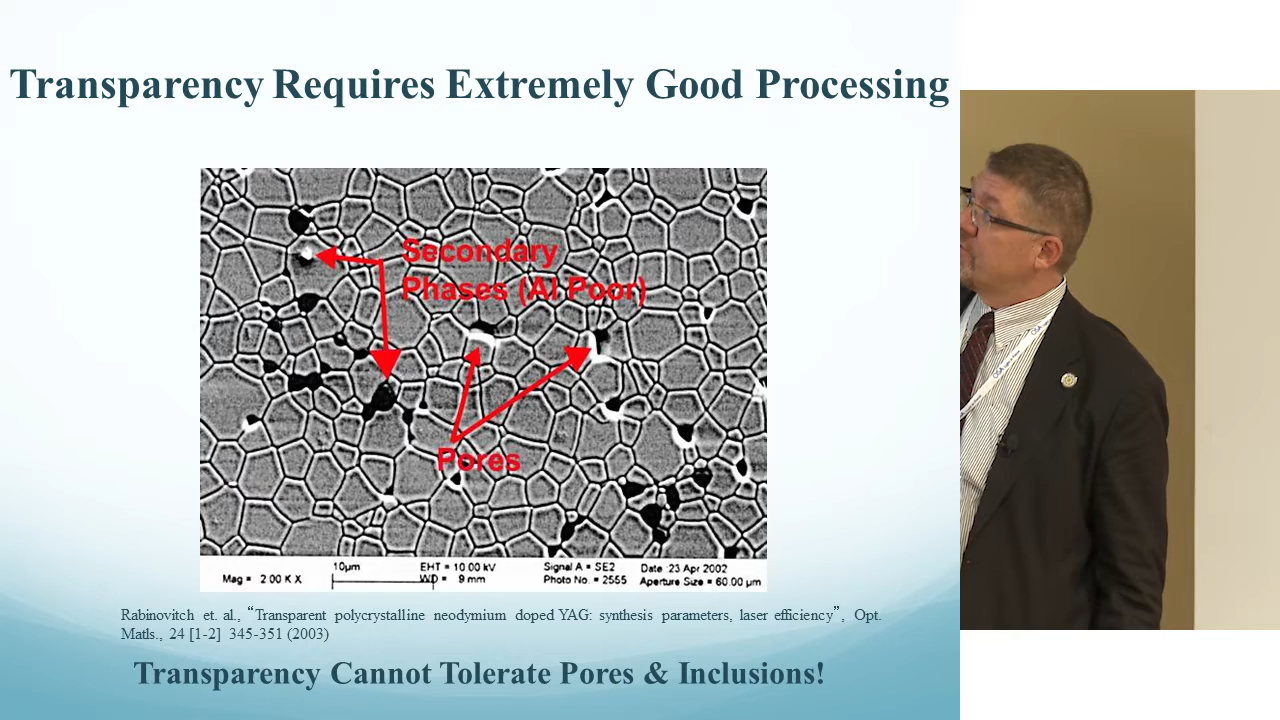 Transparency Requires Extremely Good Processing
Secondary
Phases (Al Poor)
Pores
10µm
EHT = 10.00 kV
Signal A = SE2
Date :23 Apr 2002
Mag = 2.00 K X
WD = 9 mm
Photo No. = 2555
Aperture Size = 60.00 µm
Rabinovitch et. al., “Transparent polycrystalline neodymium doped YAG: synthesis parameters, laser efficiency”, Opt.
Matls., 24 [1-2] 345-351 (2003)
Transparency Cannot Tolerate Pores & Inclusions!